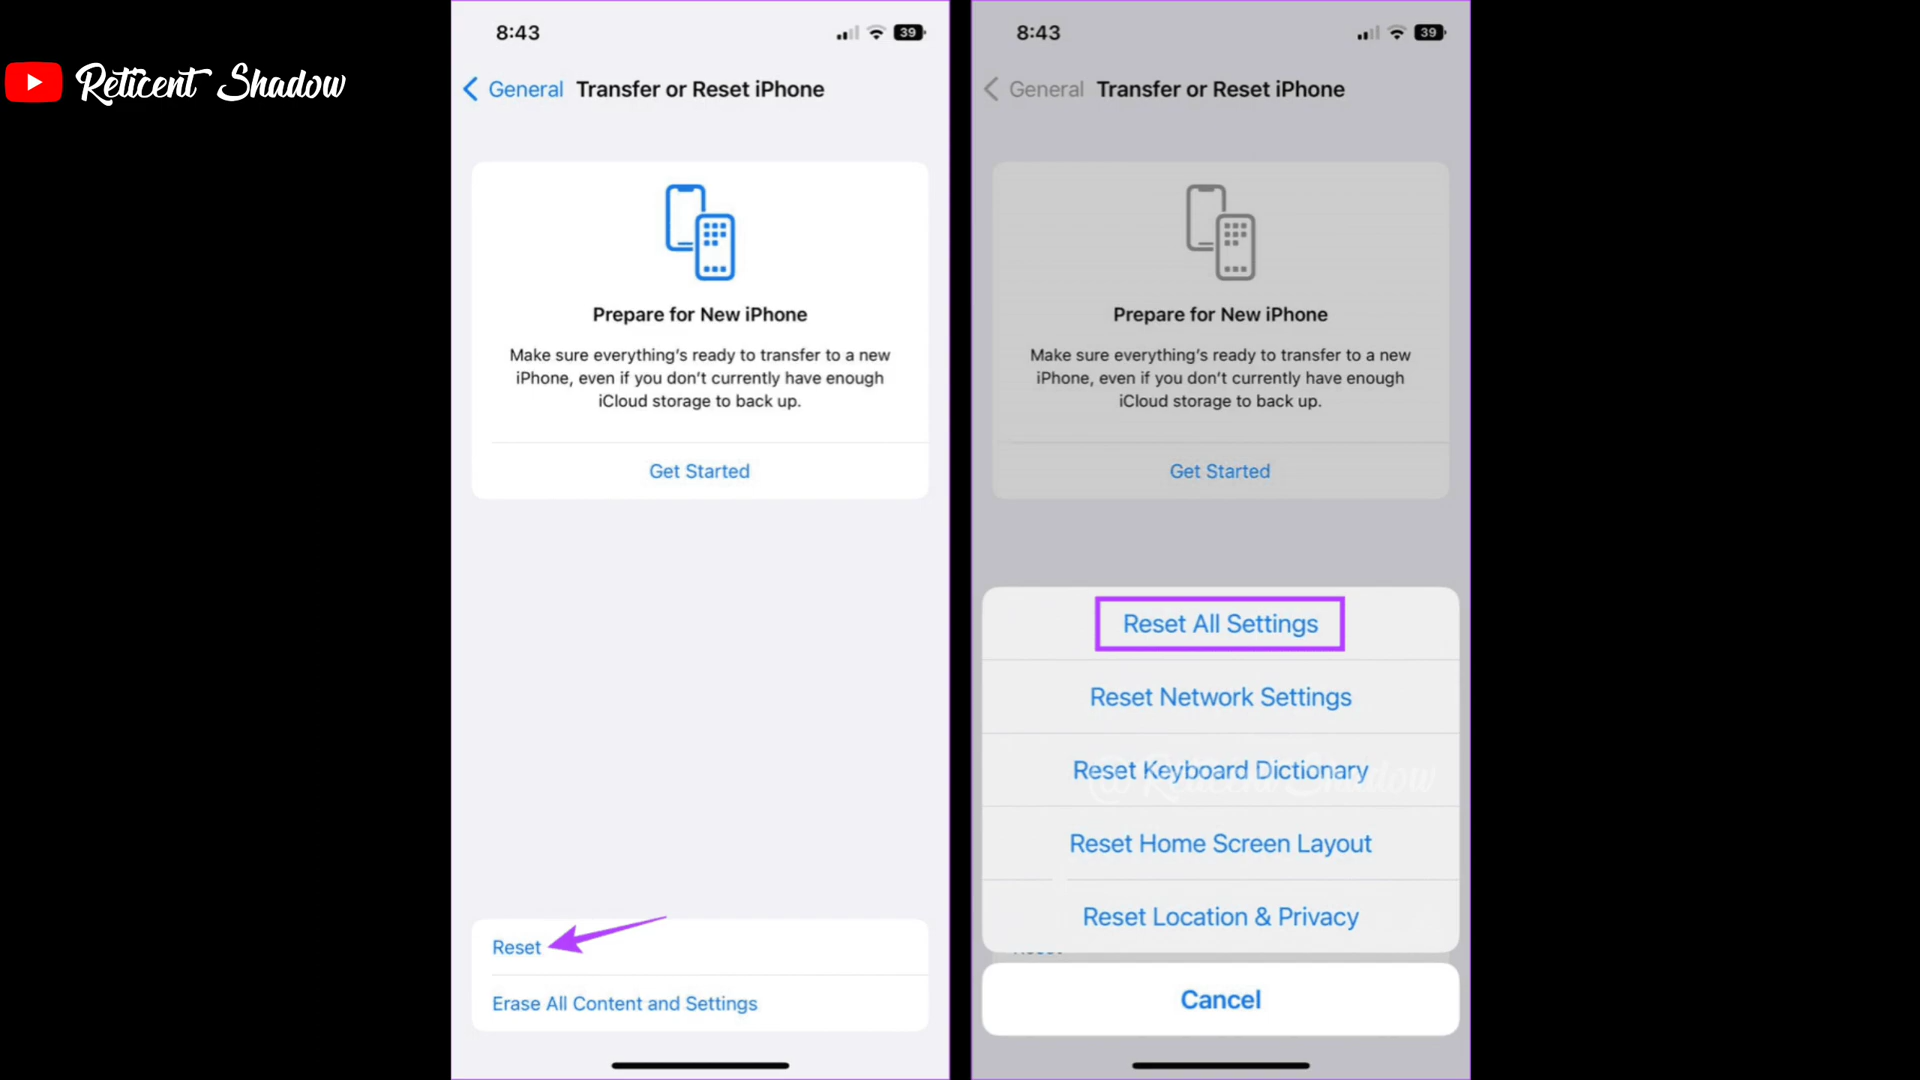 Reticent Shadow
8:43
39
General Transfer or Reset iPhone
Prepare for New iPhone
Make sure everything's ready to transfer to a new
iPhone, even if you don't currently have enough
iCloud storage to back up.
Get Started
Reset
Erase All Content and Settings
8:43
39
General Transfer or Reset iPhone
Prepare for New iPhone
Make sure everything's ready to transfer to a new
iPhone, even if you don't currently have enough
iCloud storage to back up.
Get Started
Reset All Settings
Reset Network Settings
Reset Keyboard Dictionary
@Reticent Shadow
Reset Home Screen Layout
Reset Location & Privacy
Cancel